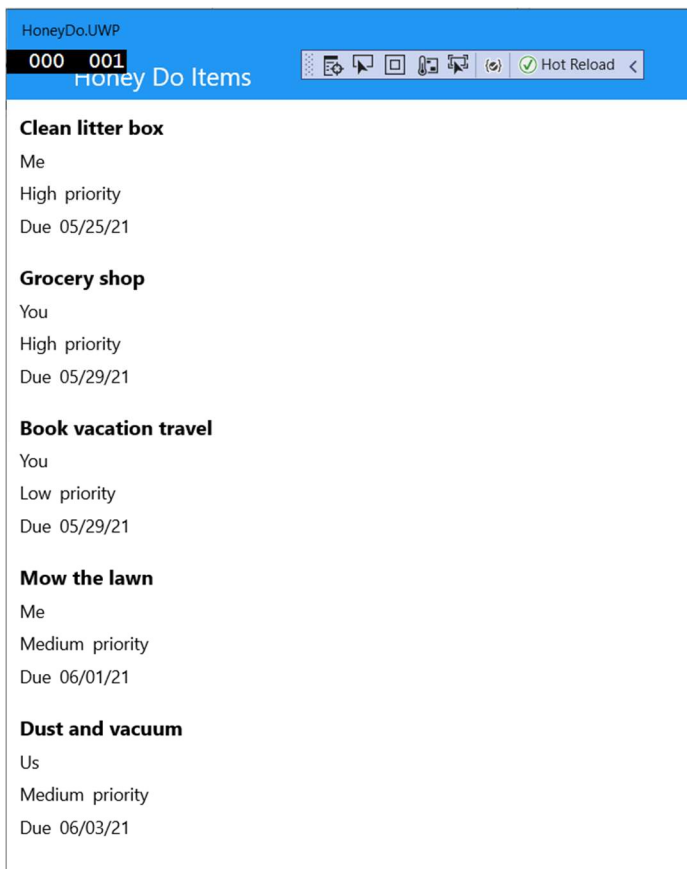 HoneyDo.UWP
000 001
Honey Do Items
Hot Reload
Clean litter box
Me
High priority
Due 05/25/21
Grocery shop
You
High priority
Due 05/29/21
Book vacation travel
You
Low priority
Due 05/29/21
Mow the lawn
Me
Medium priority
Due 06/01/21
Dust and vacuum
Us
Medium priority
Due 06/03/21